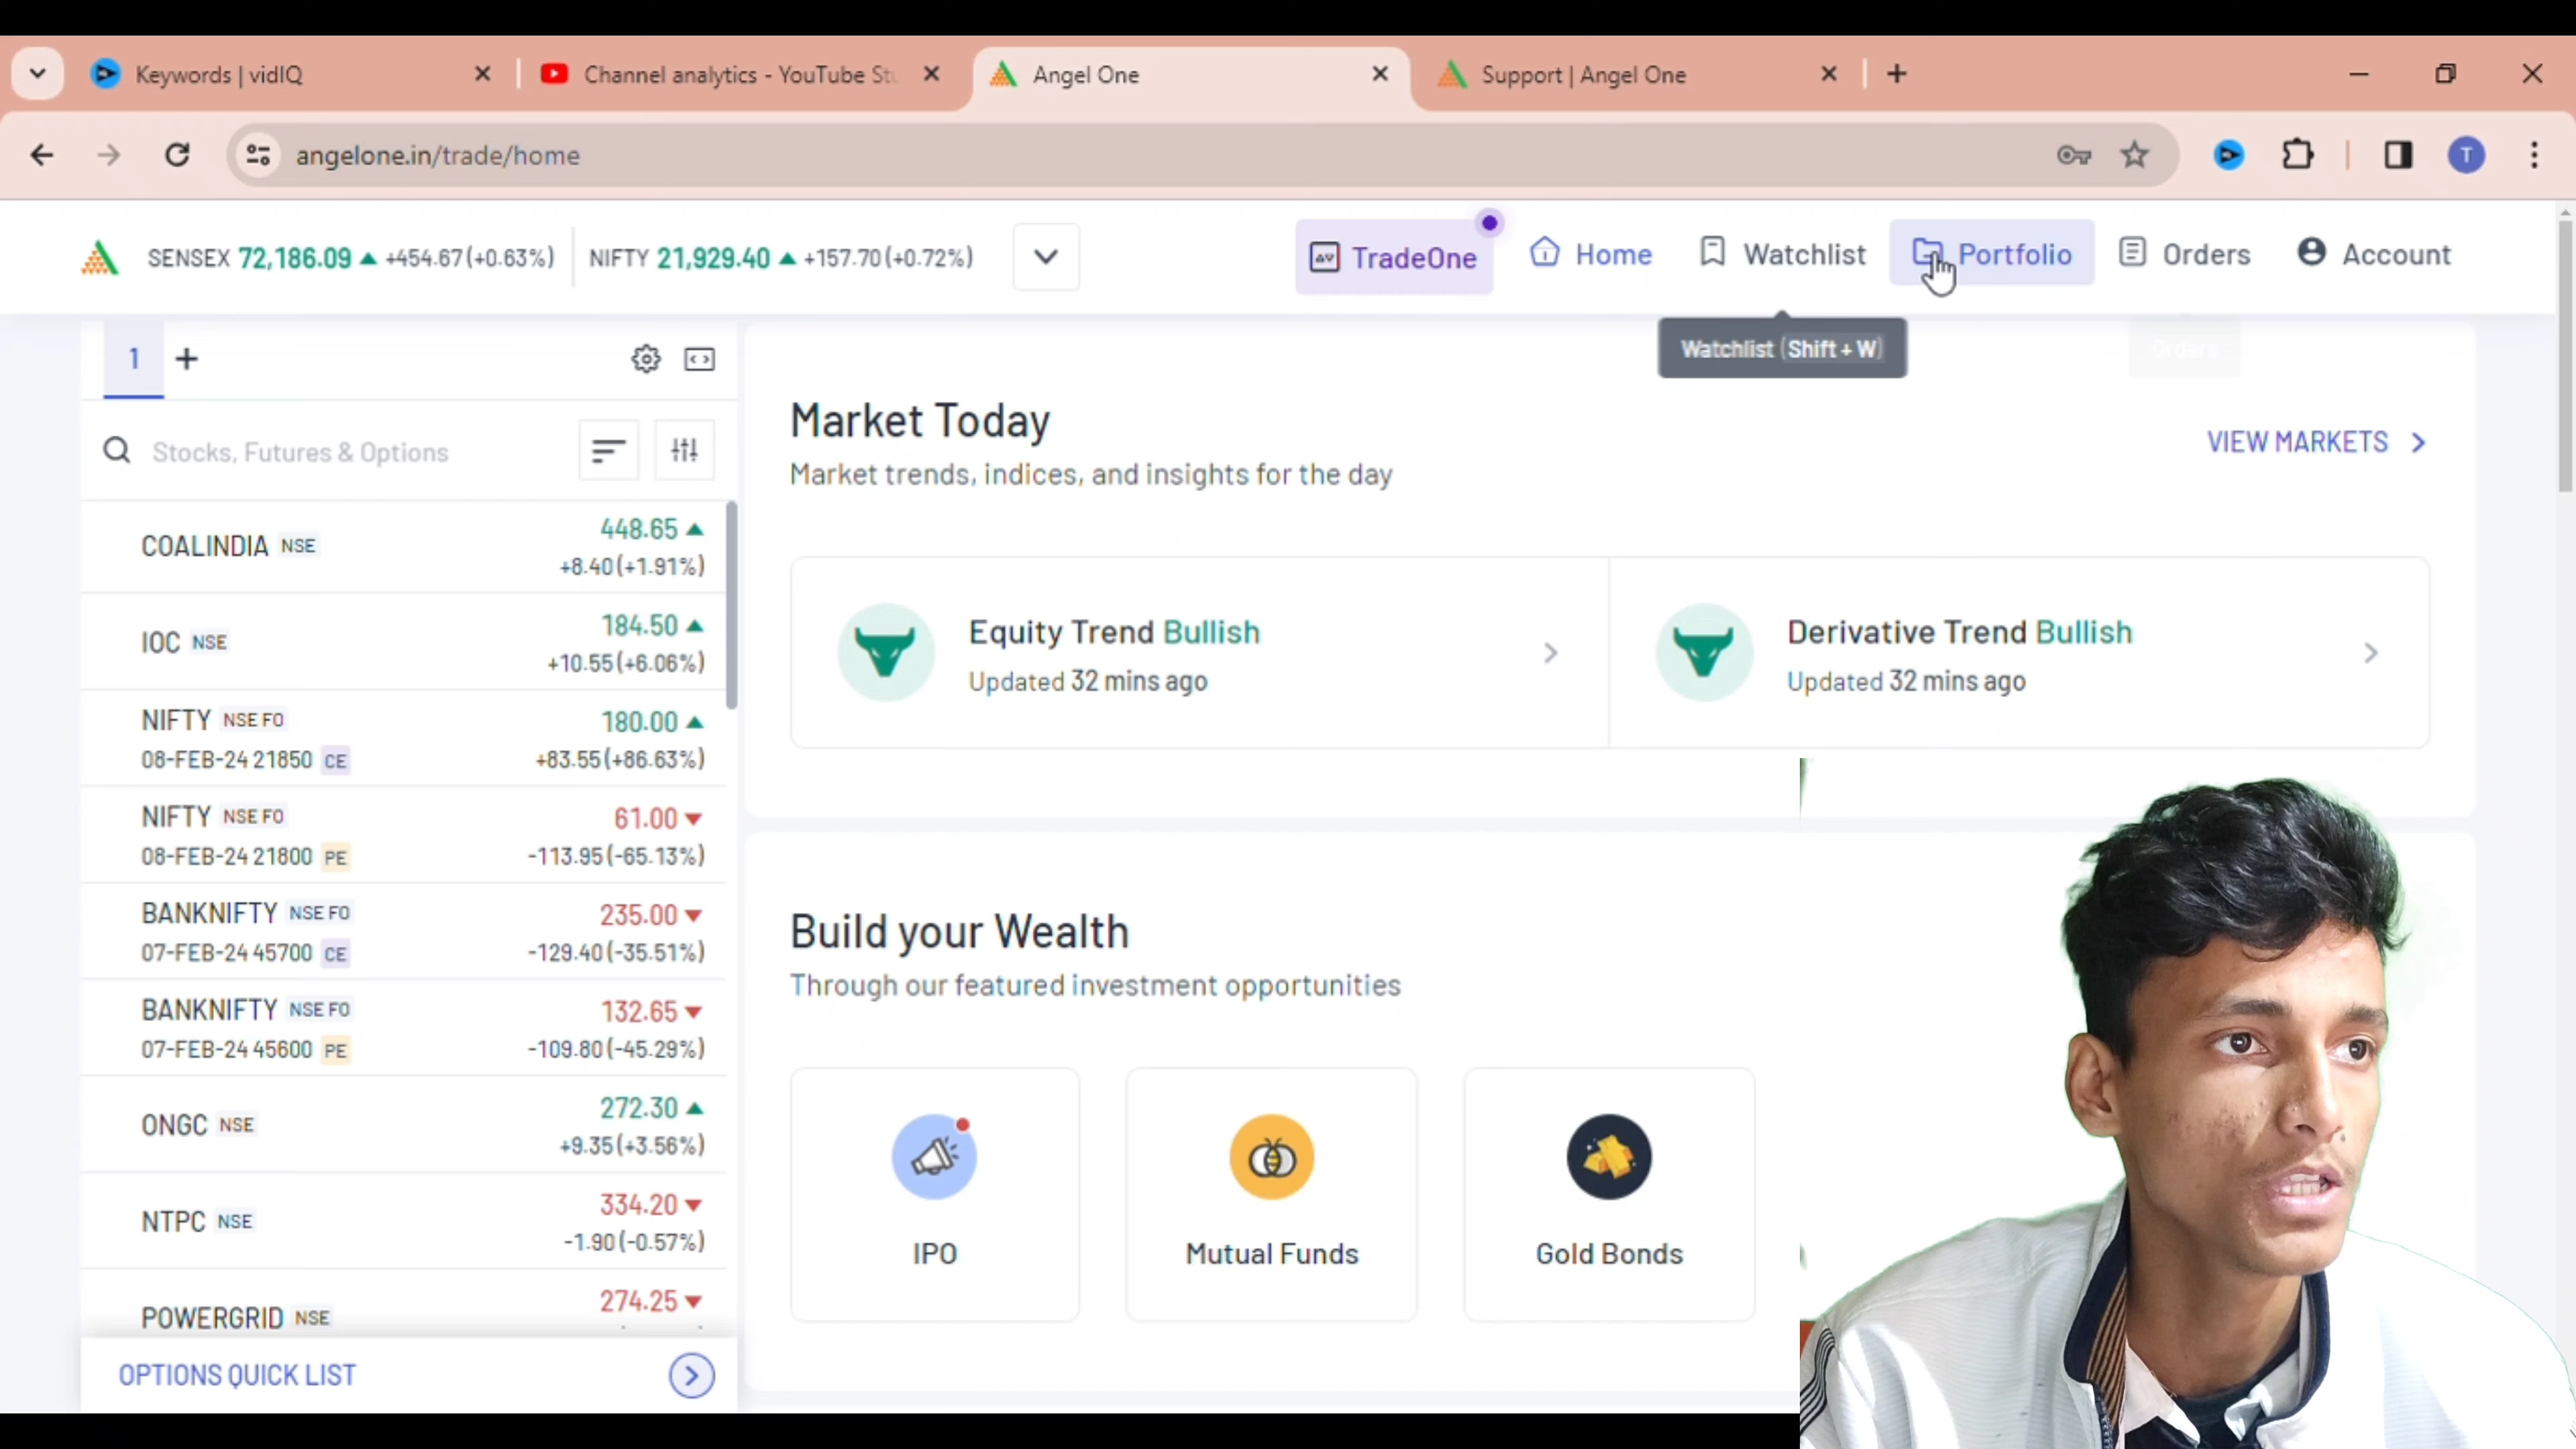 Keywords | vidIQ
Channel analytics - YouTube Stu
Angel One
Support | Angel One
angelone.in/trade/home
T
SENSEX 72,186.09 ▲ +454.67(+0.63%)
NIFTY 21,929.40 ▲ +157.70(+0.72%)
TradeOne
Home
Watchlist
Portfolio
Orders
Account
Watchlist (Shift + W)
Orders
1
Stocks, Futures & Options
COALINDIA NSE 448.65 ▲
+8.40(+1.91%)
IOC NSE 184.50 ▲
+10.55(+6.06%)
NIFTY NSE FO 180.00 ▲
08-FEB-24 21850 CE +83.55(+86.63%)
NIFTY NSE FO 61.00 ▼
08-FEB-24 21800 PE -113.95(-65.13%)
BANKNIFTY NSE FO 235.00 ▼
07-FEB-24 45700 CE -129.40(-35.51%)
BANKNIFTY NSE FO 132.65 ▼
07-FEB-24 45600 PE -109.80(-45.29%)
ONGC NSE 272.30 ▲
+9.35(+3.56%)
NTPC NSE 334.20 ▼
-1.90(-0.57%)
POWERGRID NSE 274.25 ▼
OPTIONS QUICK LIST
Market Today
Market trends, indices, and insights for the day
VIEW MARKETS
Equity Trend Bullish
Updated 32 mins ago
Derivative Trend Bullish
Updated 32 mins ago
Build your Wealth
Through our featured investment opportunities
IPO
Mutual Funds
Gold Bonds